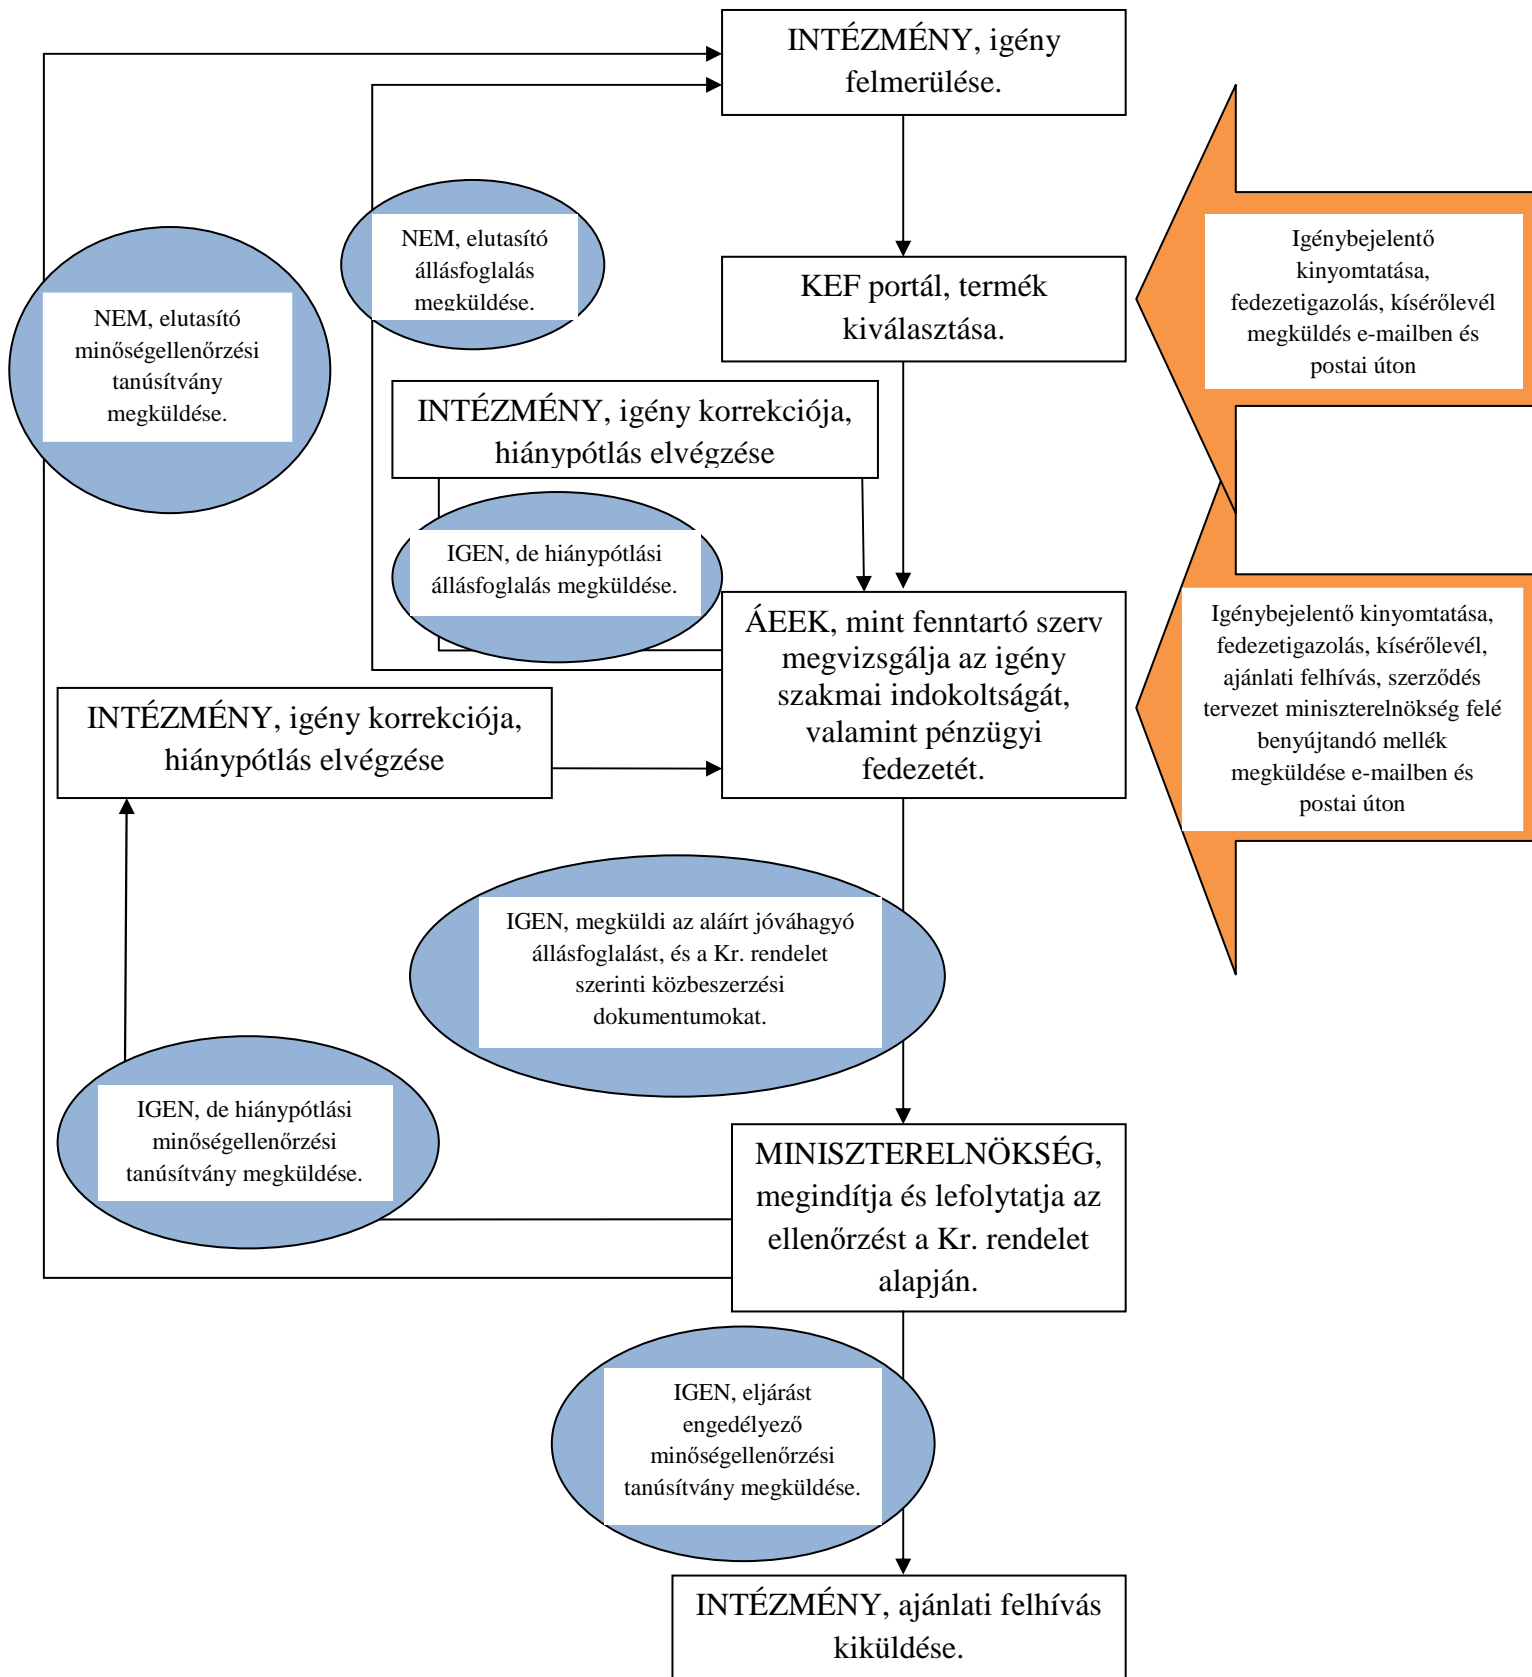 INTÉZMÉNY, igény
felmerülése.
NEM, elutasító
állásfoglalás
megküldése.
NEM, elutasító
minőségellenőrzési
tanúsítvány
megküldése.
KEF portál, termék
kiválasztása.
Igénybejelentő
kinyomtatása,
fedezetigazolás, kísérőlevél
megküldés e-mailben és
postai úton
INTÉZMÉNY, igény korrekciója,
hiánypótlás elvégzése
IGEN, de hiánypótlási
állásfoglalás megküldése.
ÁEEK, mint fenntartó szerv
megvizsgálja az igény
szakmai indokoltságát,
valamint pénzügyi
fedezetét.
Igénybejelentő kinyomtatása,
fedezetigazolás, kísérőlevél,
ajánlati felhívás, szerződés
tervezet miniszterelnökség felé
benyújtandó mellék
megküldése e-mailben és
postai úton
INTÉZMÉNY, igény korrekciója,
hiánypótlás elvégzése
IGEN, megküldi az aláírt jóváhagyó
állásfoglalást, és a Kr. rendelet
szerinti közbeszerzési
dokumentumokat.
IGEN, de hiánypótlási
minőségellenőrzési
tanúsítvány megküldése.
MINISZTERELNÖKSÉG,
megindítja és lefolytatja az
ellenőrzést a Kr. rendelet
alapján.
IGEN, eljárást
engedélyező
minőségellenőrzési
tanúsítvány megküldése.
INTÉZMÉNY, ajánlati felhívás
kiküldése.